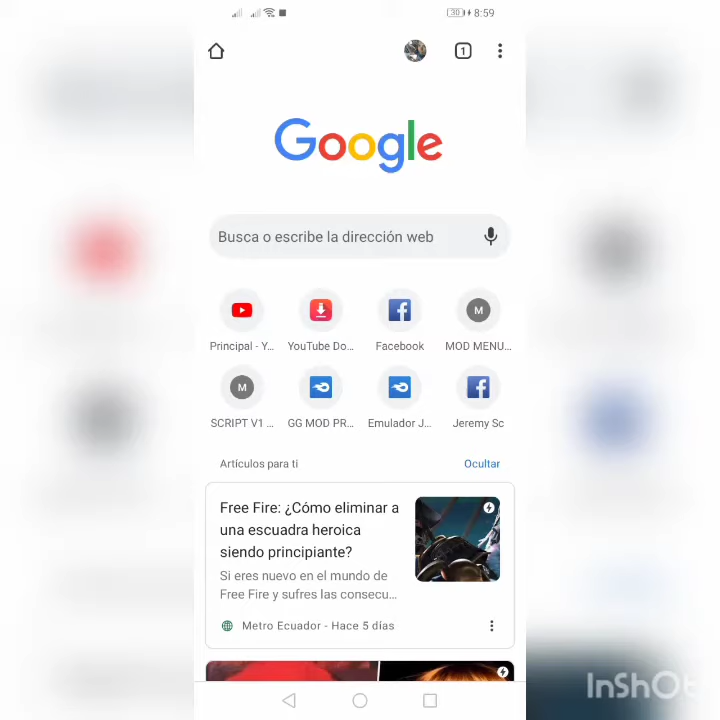 30 8:59
1
Google
Busca o escribe la dirección web
Principal - Y...
YouTube Do...
Facebook
M
MOD MENU...
M
SCRIPT V1 ...
GG MOD PR...
Emulador J...
Jeremy Sc
Artículos para ti
Ocultar
Free Fire: ¿Cómo eliminar a
una escuadra heroica
siendo principiante?
Si eres nuevo en el mundo de
Free Fire y sufres las consecu...
Metro Ecuador - Hace 5 días
InShOt